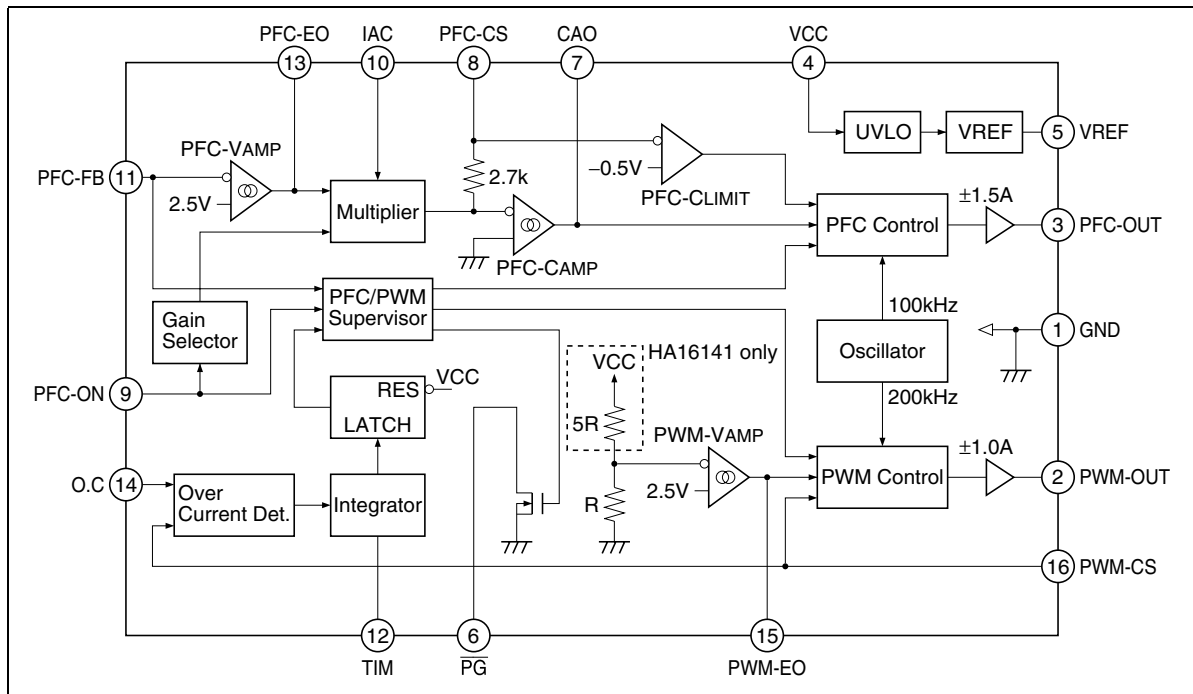 PFC-EO IAC PFC-CS CAO VCC
13 10 8 7 4
UVLO VREF 5 VREF
PFC-VAMP
PFC-FB 11
2.5V
Multiplier
2.7k
–0.5V
PFC-CLIMIT
PFC-CAMP
PFC Control
±1.5A
3 PFC-OUT
Gain
Selector
PFC/PWM
Supervisor
100kHz
Oscillator
200kHz
1 GND
PFC-ON 9
RES
VCC
LATCH
HA16141 only
VCC
5R
R
PWM-VAMP
2.5V
PWM Control
±1.0A
2 PWM-OUT
O.C 14
Over
Current Det.
Integrator
16 PWM-CS
12 6 15
TIM PG PWM-EO